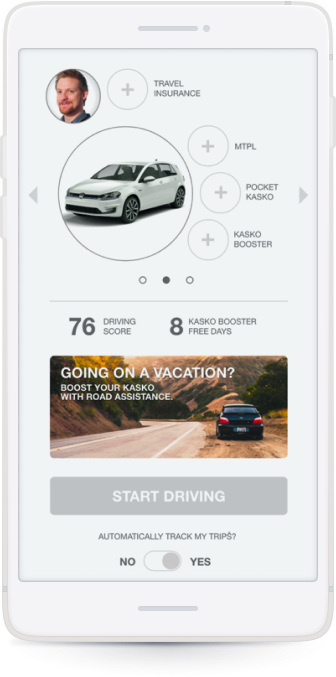 TRAVEL
INSURANCE
MTPL
POCKET
KASKO
KASKO
BOOSTER
76 DRIVING
SCORE
8 KASKO BOOSTER
FREE DAYS
GOING ON A VACATION?
BOOST YOUR KASKO
WITH ROAD ASSISTANCE.
START DRIVING
AUTOMATICALLY TRACK MY TRIPŠ?
NO YES